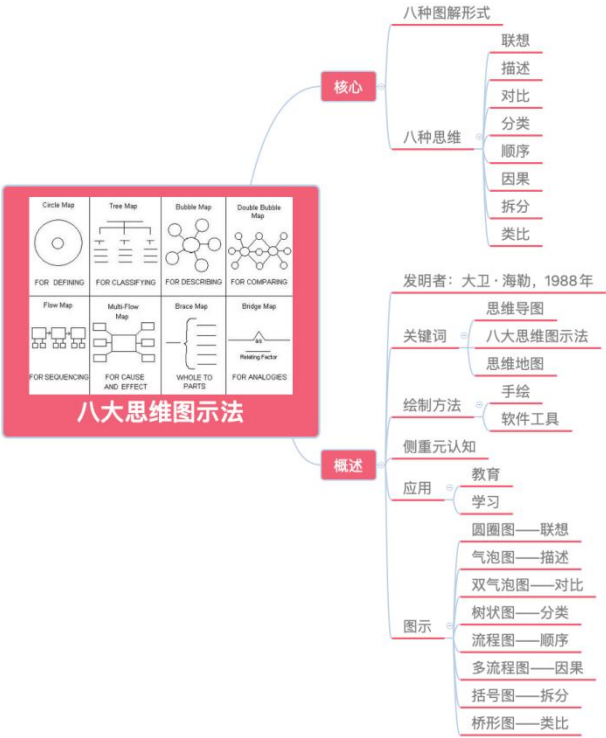 Circle Map
Tree Map
Bubble Map
Double Bubble
Map
FOR DEFINING
FOR CLASSIFYING
FOR DESCRIBING
FOR COMPARING
Flow Map
Multi-Flow
Map
Brace Map
Bridge Map
as
Relating Factor
FOR SEQUENCING
FOR CAUSE
AND EFFECT
WHOLE TO
PARTS
FOR ANALOGIES
八大思维图示法
核心
八种图解形式
八种思维
联想
描述
对比
分类
顺序
因果
拆分
类比
概述
发明者：大卫·海勒，1988年
关键词
思维导图
八大思维图示法
思维地图
绘制方法
手绘
软件工具
侧重元认知
应用
教育
学习
图示
圆圈图——联想
气泡图——描述
双气泡图——对比
树状图——分类
流程图——顺序
多流程图——因果
括号图——拆分
桥形图——类比